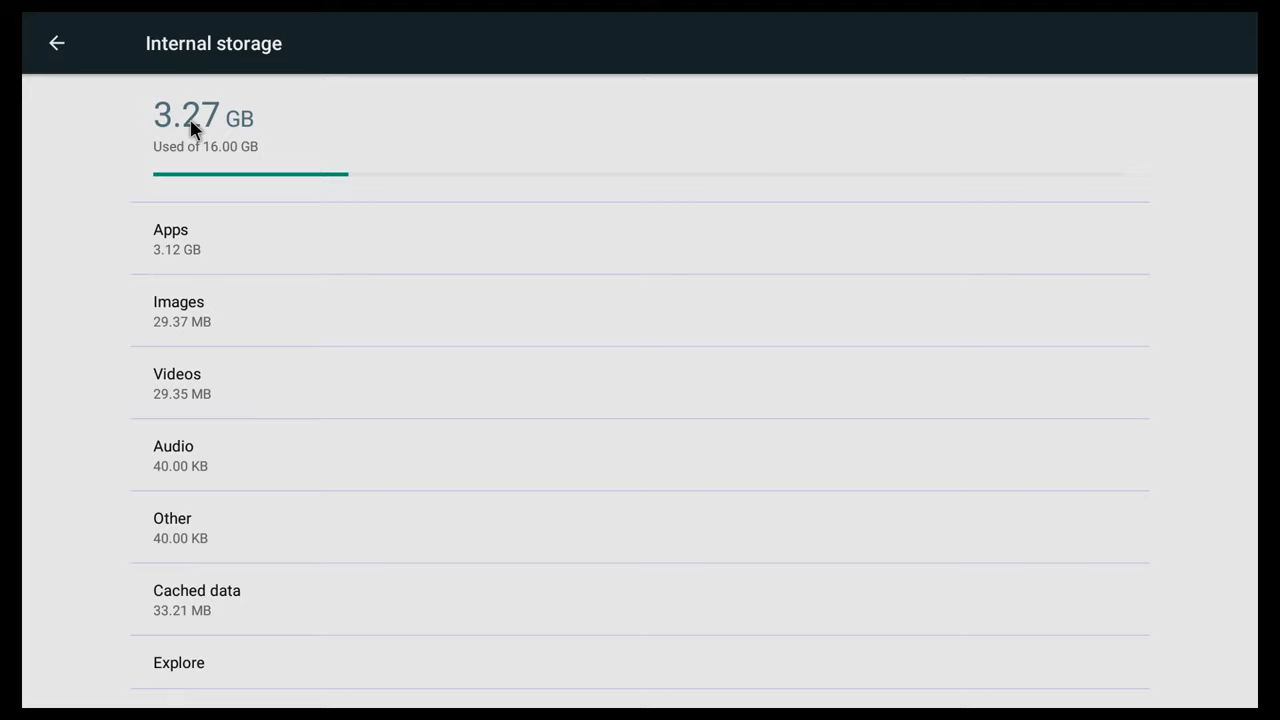 Internal storage
3.27 GB
Used of 16.00 GB
Apps
3.12 GB
Images
29.37 MB
Videos
29.35 MB
Audio
40.00 KB
Other
40.00 KB
Cached data
33.21 MB
Explore